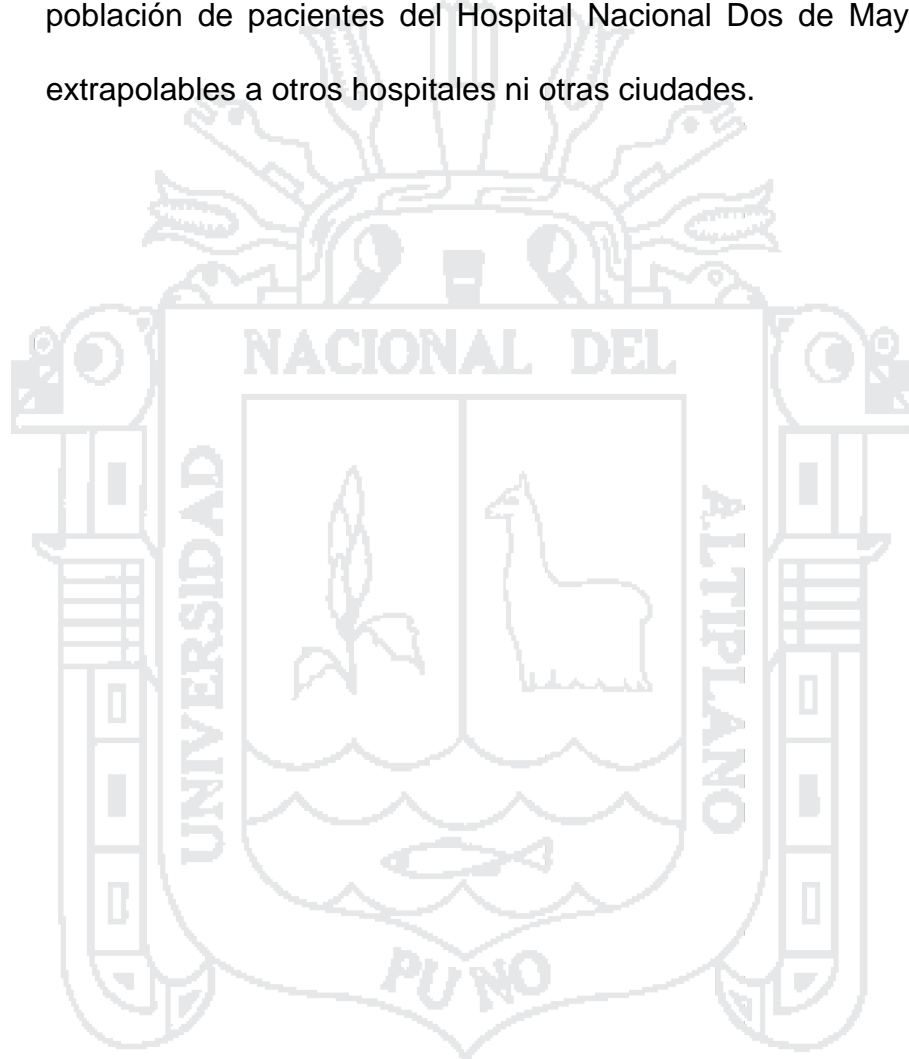 población de pacientes del Hospital Nacional Dos de May
extrapolables a otros hospitales ni otras ciudades.
NACIONAL DEL
UNIVERSIDAD
ALTIPLANO
PUNO